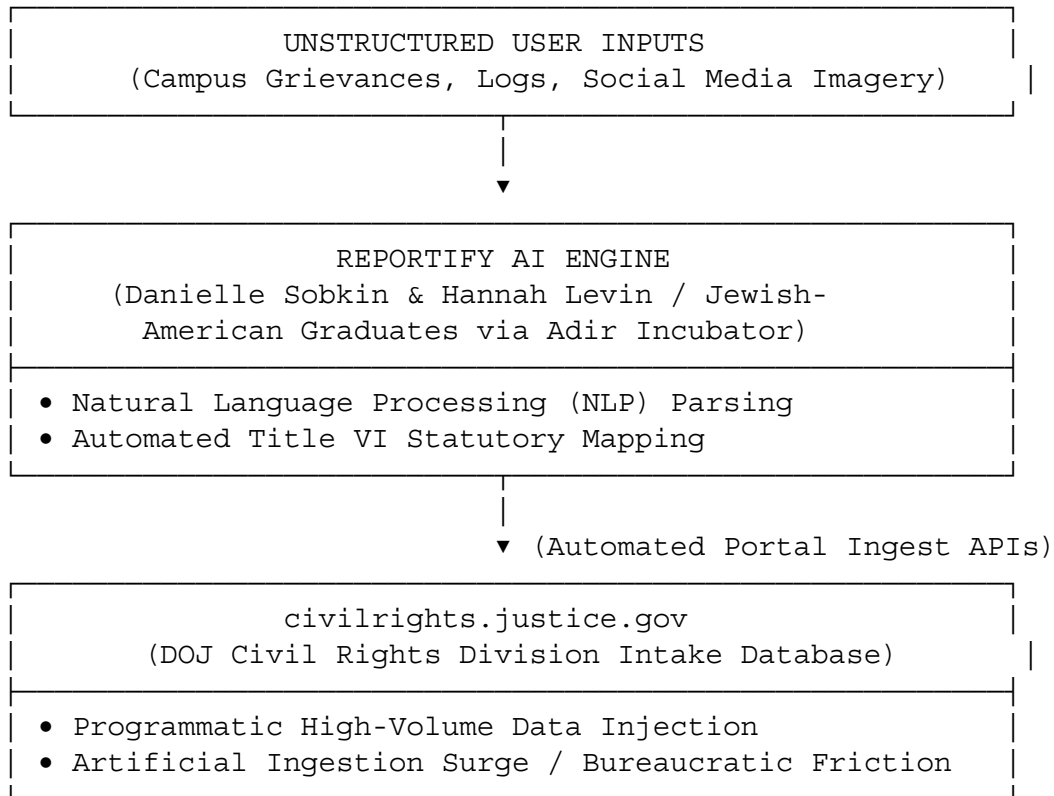 UNSTRUCTURED USER INPUTS
(Campus Grievances, Logs, Social Media Imagery)
REPORTIFY AI ENGINE
(Danielle Sobkin & Hannah Levin / Jewish-
American Graduates via Adir Incubator)
• Natural Language Processing (NLP) Parsing
• Automated Title VI Statutory Mapping
(Automated Portal Ingest APIs)
civilrights.justice.gov
(DOJ Civil Rights Division Intake Database)
• Programmatic High-Volume Data Injection
• Artificial Ingestion Surge / Bureaucratic Friction